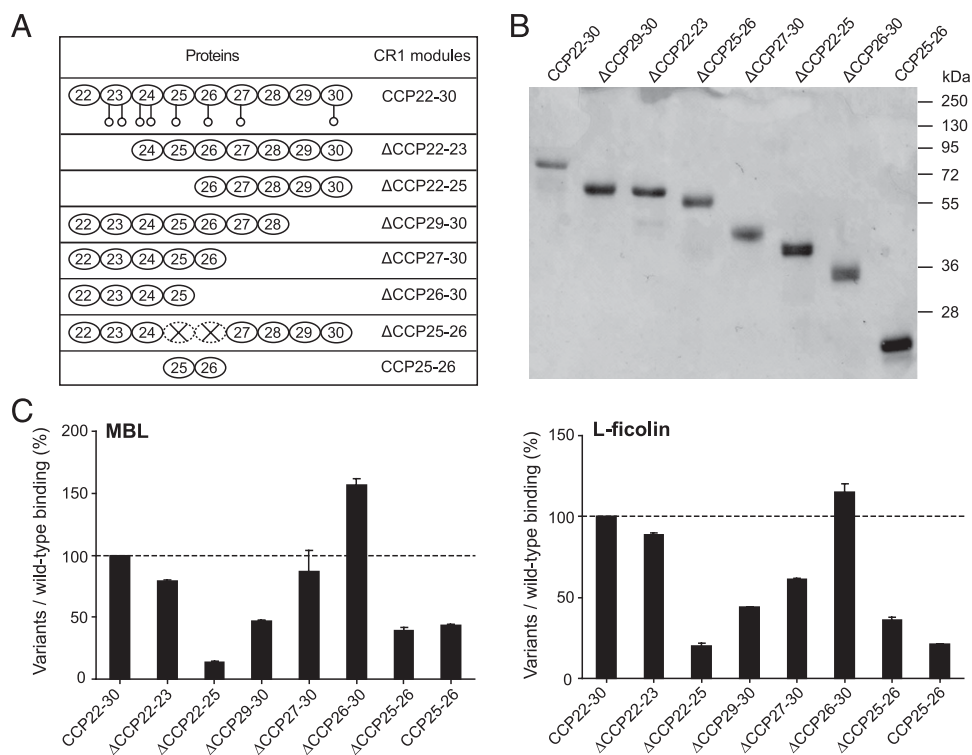 A
Proteins CR1 modules
22 23 24 25 26 27 28 29 30 CCP22-30
24 25 26 27 28 29 30 ΔCCP22-23
26 27 28 29 30 ΔCCP22-25
22 23 24 25 26 27 28 ΔCCP29-30
22 23 24 25 26 ΔCCP27-30
22 23 24 25 ΔCCP26-30
22 23 24 27 28 29 30 ΔCCP25-26
25 26 CCP25-26
B
CCP22-30 ΔCCP29-30 ΔCCP22-23 ΔCCP25-26 ΔCCP27-30 ΔCCP22-25 ΔCCP26-30 CCP25-26
kDa
250
130
95
72
55
36
28
C
MBL
Variants / wild-type binding (%)
200
150
100
50
0
CCP22-30 ΔCCP22-23 ΔCCP22-25 ΔCCP29-30 ΔCCP27-30 ΔCCP26-30 ΔCCP25-26 CCP25-26
L-ficolin
Variants / wild-type binding (%)
150
100
50
0
CCP22-30 ΔCCP22-23 ΔCCP22-25 ΔCCP29-30 ΔCCP27-30 ΔCCP26-30 ΔCCP25-26 CCP25-26